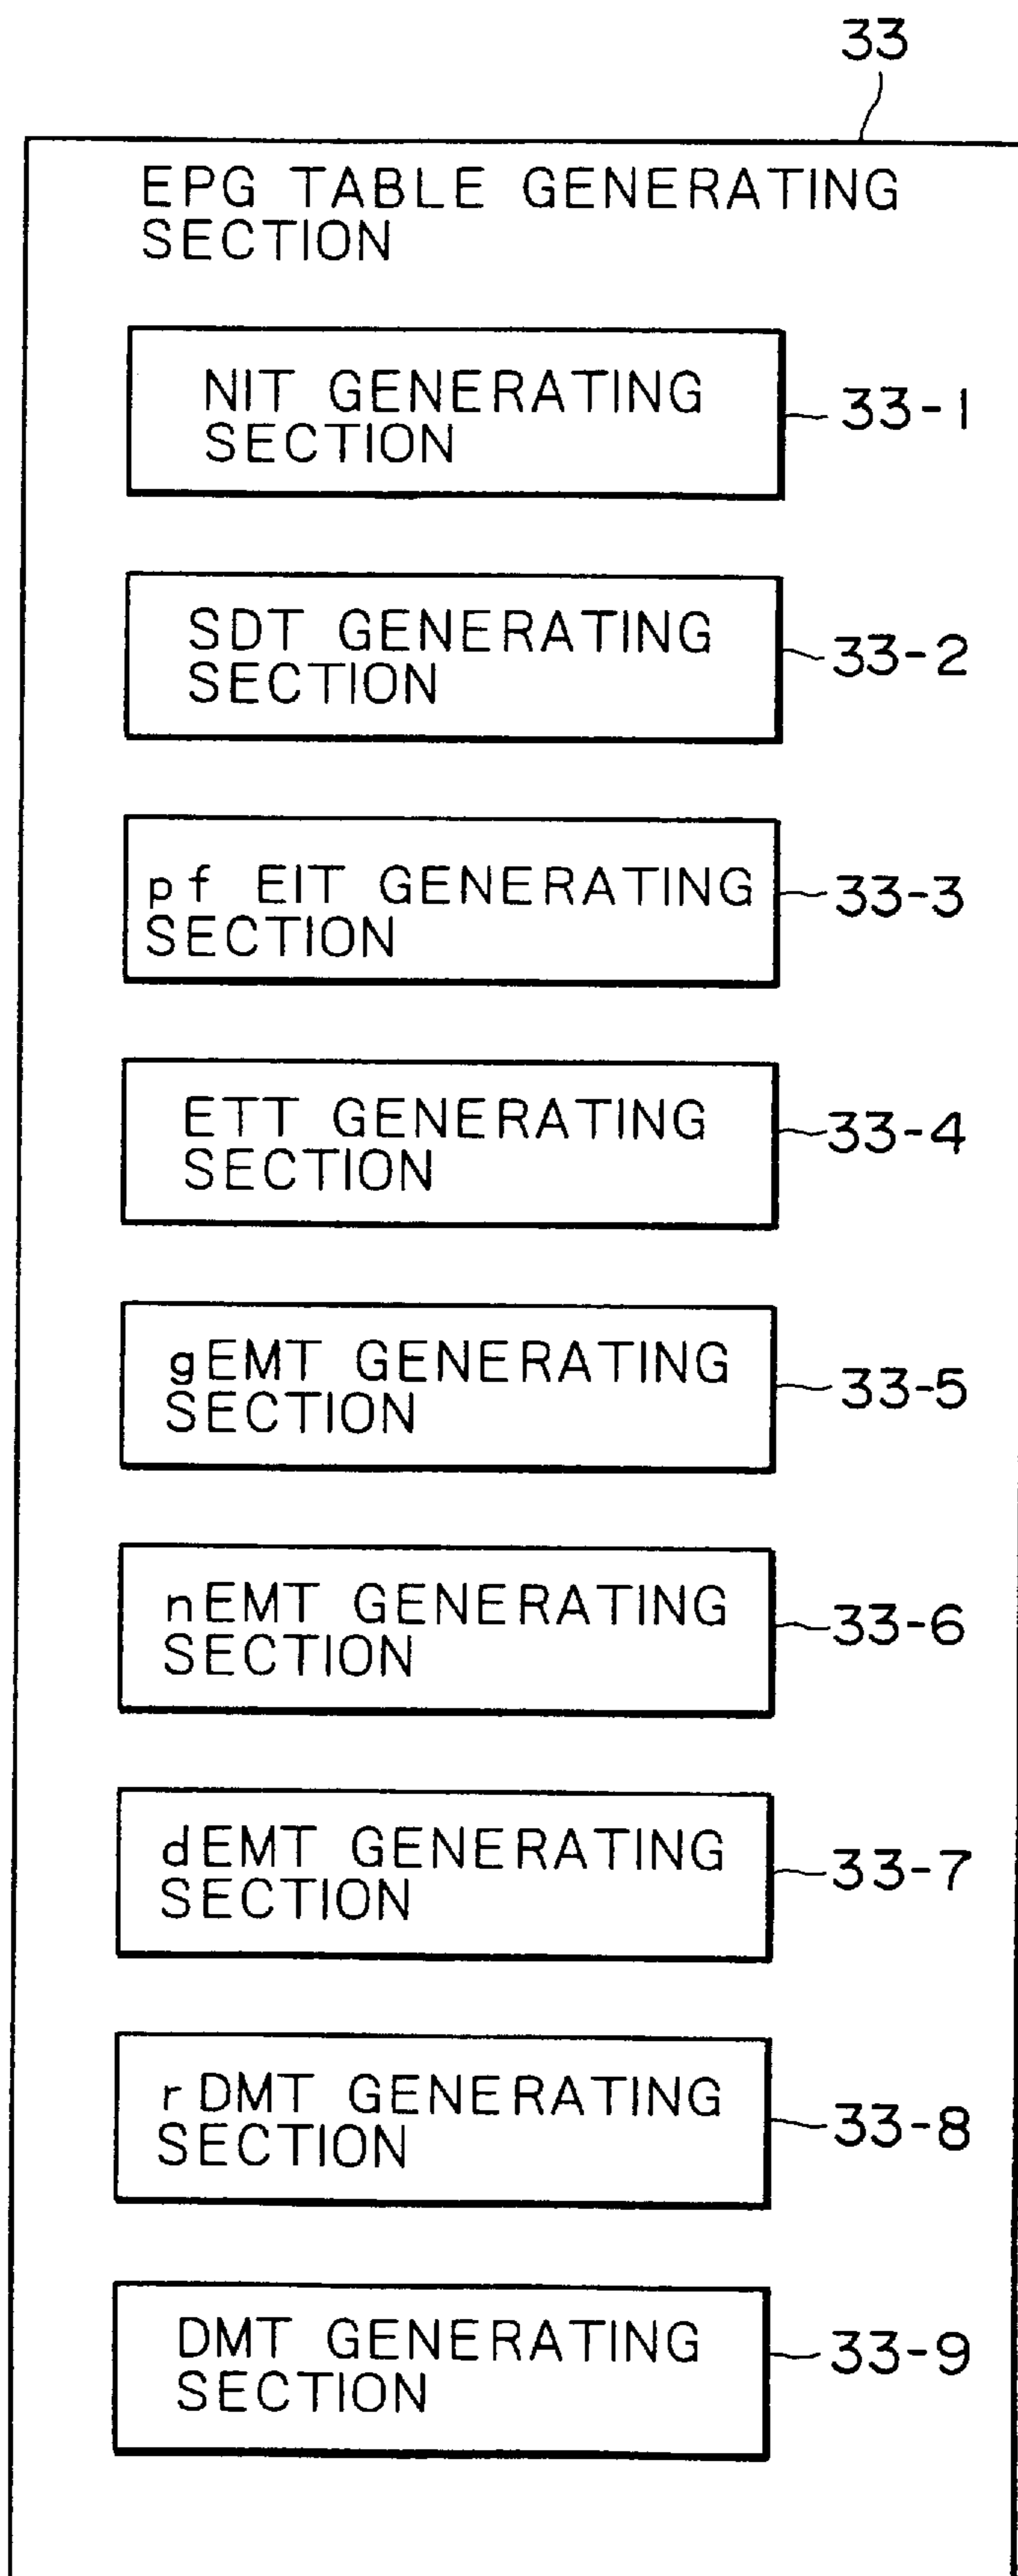 33
EPG TABLE GENERATING
SECTION
NIT GENERATING
SECTION
33-1
SDT GENERATING
SECTION
33-2
pf EIT GENERATING
SECTION
33-3
ETT GENERATING
SECTION
33-4
gEMT GENERATING
SECTION
33-5
nEMT GENERATING
SECTION
33-6
dEMT GENERATING
SECTION
33-7
rDMT GENERATING
SECTION
33-8
DMT GENERATING
SECTION
33-9